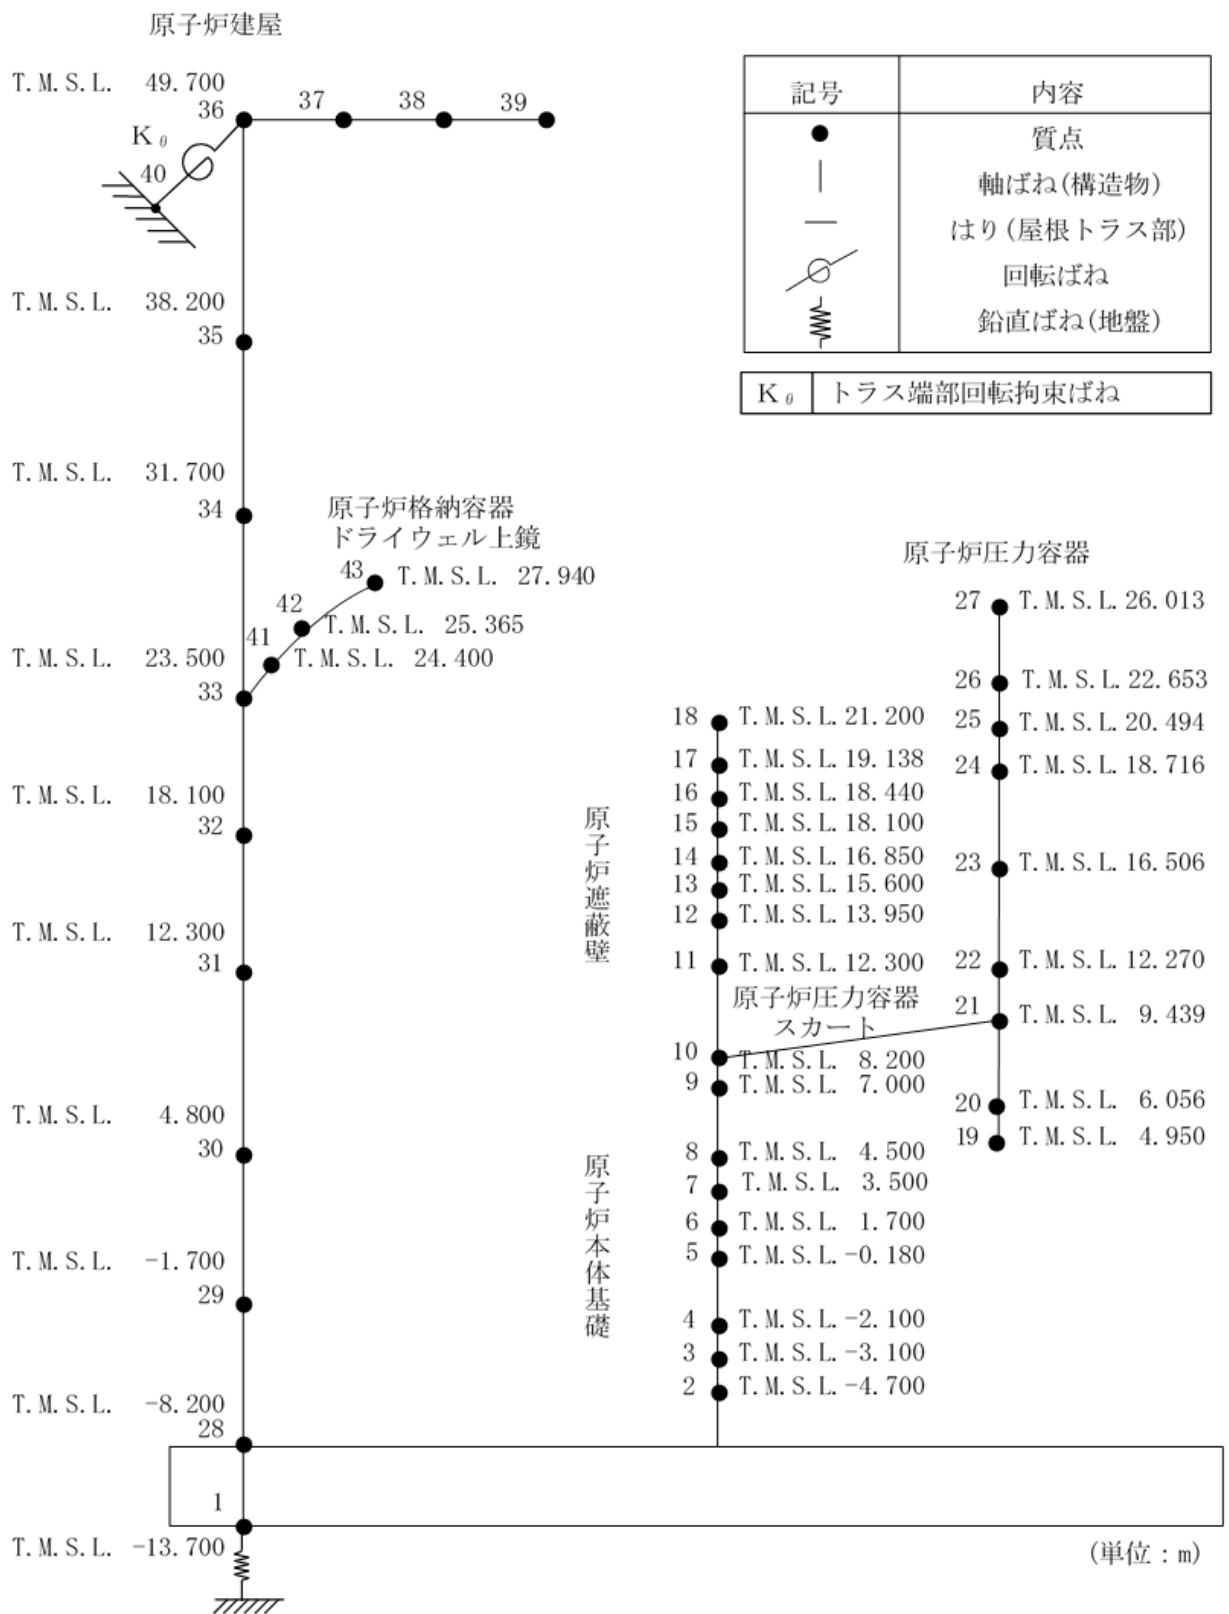 原子炉建屋
T.M.S.L. 49.700
36
37
38
39
Kθ
40
T.M.S.L. 38.200
35
T.M.S.L. 31.700
34
原子炉格納容器
ドライウェル上鏡
43
T.M.S.L. 27.940
42
T.M.S.L. 25.365
41
T.M.S.L. 24.400
T.M.S.L. 23.500
33
T.M.S.L. 18.100
32
T.M.S.L. 12.300
31
T.M.S.L. 4.800
30
T.M.S.L. -1.700
29
T.M.S.L. -8.200
28
1
T.M.S.L. -13.700
記号 内容
質点
軸ばね(構造物)
はり(屋根トラス部)
回転ばね
鉛直ばね(地盤)
Kθ トラス端部回転拘束ばね
原子炉遮蔽壁
18 T.M.S.L. 21.200
17 T.M.S.L. 19.138
16 T.M.S.L. 18.440
15 T.M.S.L. 18.100
14 T.M.S.L. 16.850
13 T.M.S.L. 15.600
12 T.M.S.L. 13.950
11 T.M.S.L. 12.300
原子炉圧力容器
スカート
10 T.M.S.L. 8.200
9 T.M.S.L. 7.000
原子炉本体基礎
8 T.M.S.L. 4.500
7 T.M.S.L. 3.500
6 T.M.S.L. 1.700
5 T.M.S.L. -0.180
4 T.M.S.L. -2.100
3 T.M.S.L. -3.100
2 T.M.S.L. -4.700
原子炉圧力容器
27 T.M.S.L. 26.013
26 T.M.S.L. 22.653
25 T.M.S.L. 20.494
24 T.M.S.L. 18.716
23 T.M.S.L. 16.506
22 T.M.S.L. 12.270
21 T.M.S.L. 9.439
20 T.M.S.L. 6.056
19 T.M.S.L. 4.950
(単位:m)